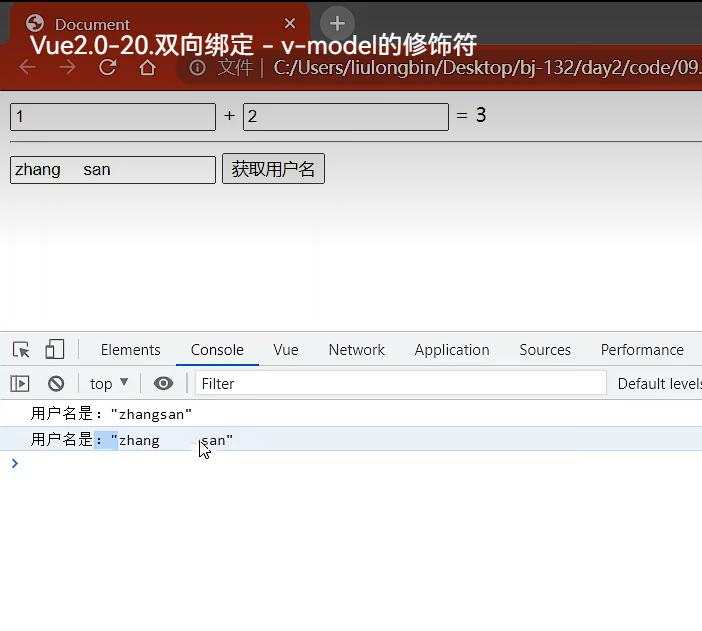 Document
Vue2.0-20.双向绑定 - v-model的修饰符
文件 | C:/Users/liulongbin/Desktop/bj-132/day2/code/09.
1 + 2 = 3
zhang     san 获取用户名
Elements Console Vue Network Application Sources Performance
top Filter Default levels
用户名是："zhangsan"
用户名是："zhang     san"